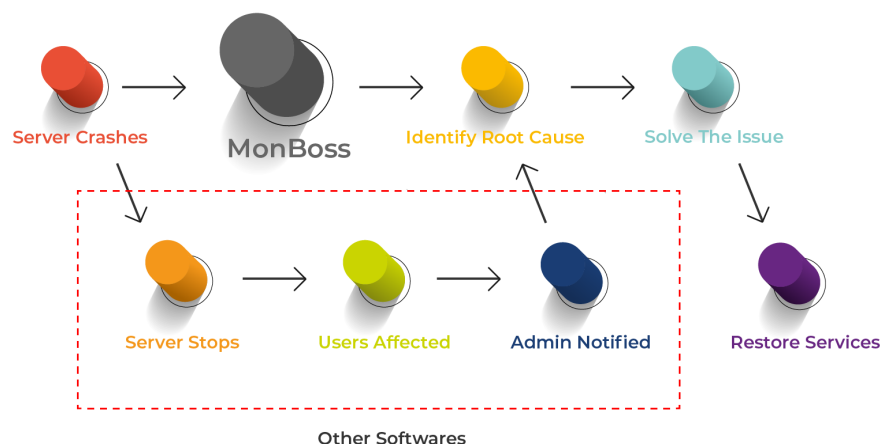 Server Crashes
MonBoss
Identify Root Cause
Solve The Issue
Server Stops
Users Affected
Admin Notified
Restore Services
Other Softwares